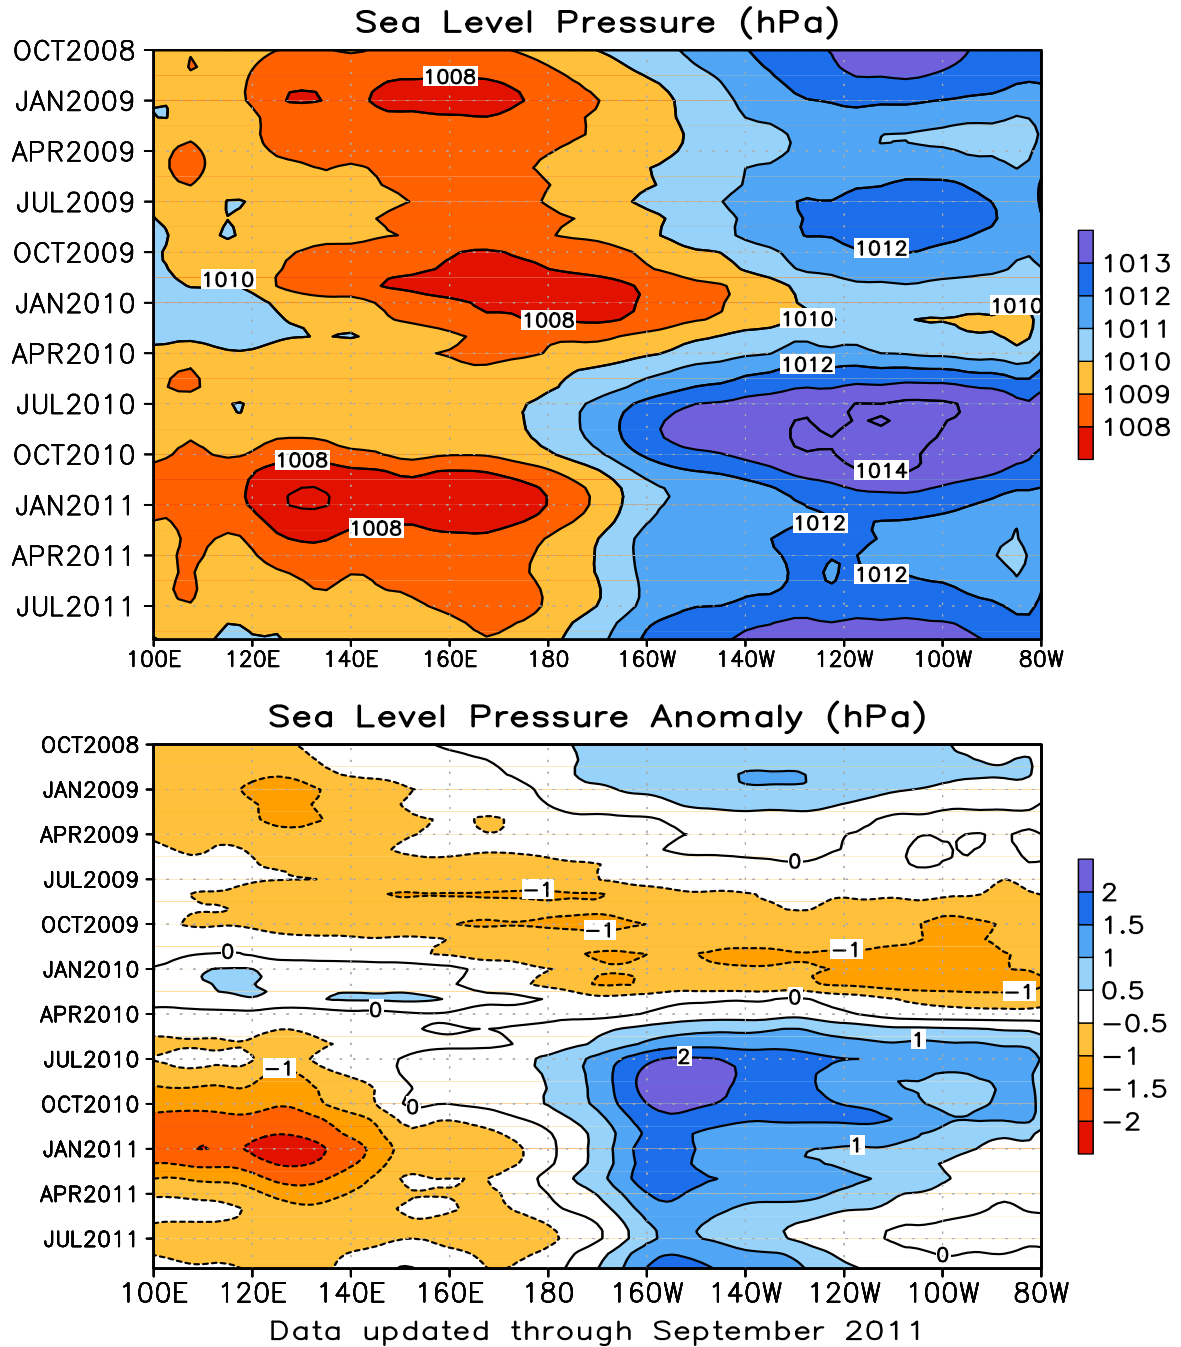 Sea Level Pressure (hPa)
OCT2008
1008
JAN2009
APR2009
JUL2009
OCT2009
1012
1010
JAN2010
1008
1010
1010
APR2010
1012
JUL2010
OCT2010
1008
1014
JAN2011
1008
1012
APR2011
1012
JUL2011
100E 120E 140E 160E 180 160W 140W 120W 100W 80W
1013
1012
1011
1010
1009
1008
Sea Level Pressure Anomaly (hPa)
OCT2008
JAN2009
APR2009
0
JUL2009
−1
OCT2009
−1
0
−1
JAN2010
−1
0
0
APR2010
1
JUL2010
2
−1
OCT2010
0
JAN2011
1
APR2011
JUL2011
0
100E 120E 140E 160E 180 160W 140W 120W 100W 80W
2
1.5
1
0.5
−0.5
−1
−1.5
−2
Data updated through September 2011